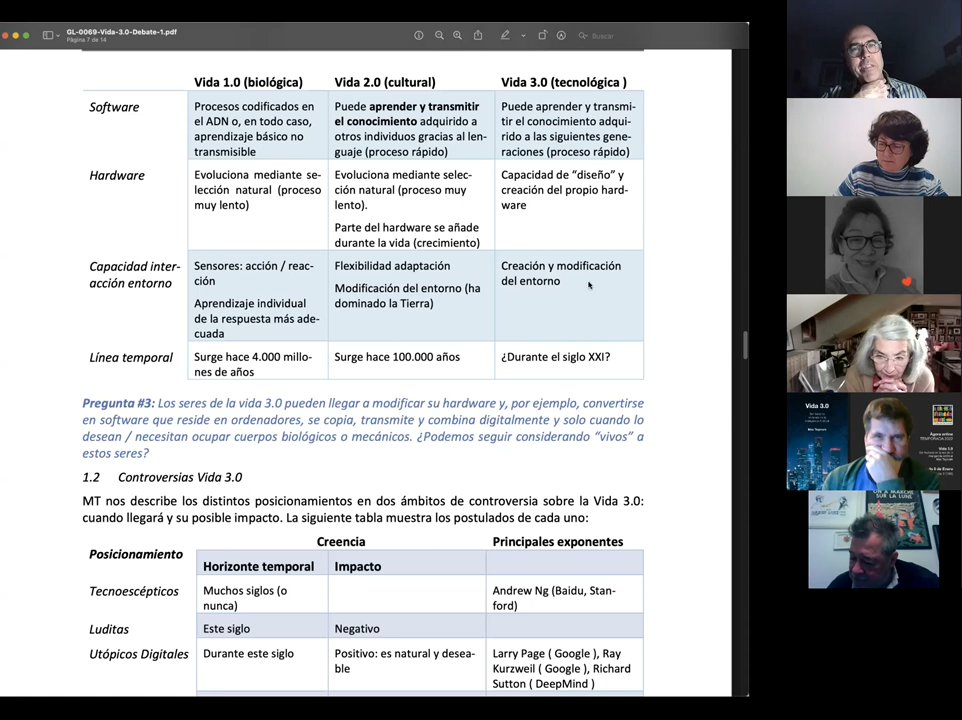 GL-0069-Vida-3.0-Debate-1.pdf
Página 7 de 14
Buscar
Vida 1.0 (biológica) Vida 2.0 (cultural) Vida 3.0 (tecnológica )
Software
Procesos codificados en
el ADN o, en todo caso,
aprendizaje básico no
transmisible
Puede aprender y transmitir
el conocimiento adquirido a
otros individuos gracias al len-
guaje (proceso rápido)
Puede aprender y transmi-
tir el conocimiento adqui-
rido a las siguientes gene-
raciones (proceso rápido)
Hardware
Evoluciona mediante se-
lección natural (proceso
muy lento)
Evoluciona mediante selec-
ción natural (proceso muy
lento).
Parte del hardware se añade
durante la vida (crecimiento)
Capacidad de “diseño” y
creación del propio hard-
ware
Capacidad inter-
acción entorno
Sensores: acción / reac-
ción
Aprendizaje individual
de la respuesta más ade-
cuada
Flexibilidad adaptación
Modificación del entorno (ha
dominado la Tierra)
Creación y modificación
del entorno
Línea temporal
Surge hace 4.000 millo-
nes de años
Surge hace 100.000 años
¿Durante el siglo XXI?
Pregunta #3: Los seres de la vida 3.0 pueden llegar a modificar su hardware y, por ejemplo, convertirse
en software que reside en ordenadores, se copia, transmite y combina digitalmente y solo cuando lo
desean / necesitan ocupar cuerpos biológicos o mecánicos. ¿Podemos seguir considerando “vivos” a
estos seres?
1.2 Controversias Vida 3.0
MT nos describe los distintos posicionamientos en dos ámbitos de controversia sobre la Vida 3.0:
cuando llegará y su posible impacto. La siguiente tabla muestra los postulados de cada uno:
Posicionamiento
Creencia
Principales exponentes
Horizonte temporal Impacto
Tecnoescépticos
Muchos siglos (o
nunca)
Andrew Ng (Baidu, Stan-
ford)
Luditas
Este siglo
Negativo
Utópicos Digitales
Durante este siglo
Positivo: es natural y desea-
ble
Larry Page ( Google ), Ray
Kurzweil ( Google ), Richard
Sutton ( DeepMind )
Vida 3.0
Ágora online
TEMPORADA 2022
Vida 3.0
SUR LA LUNE